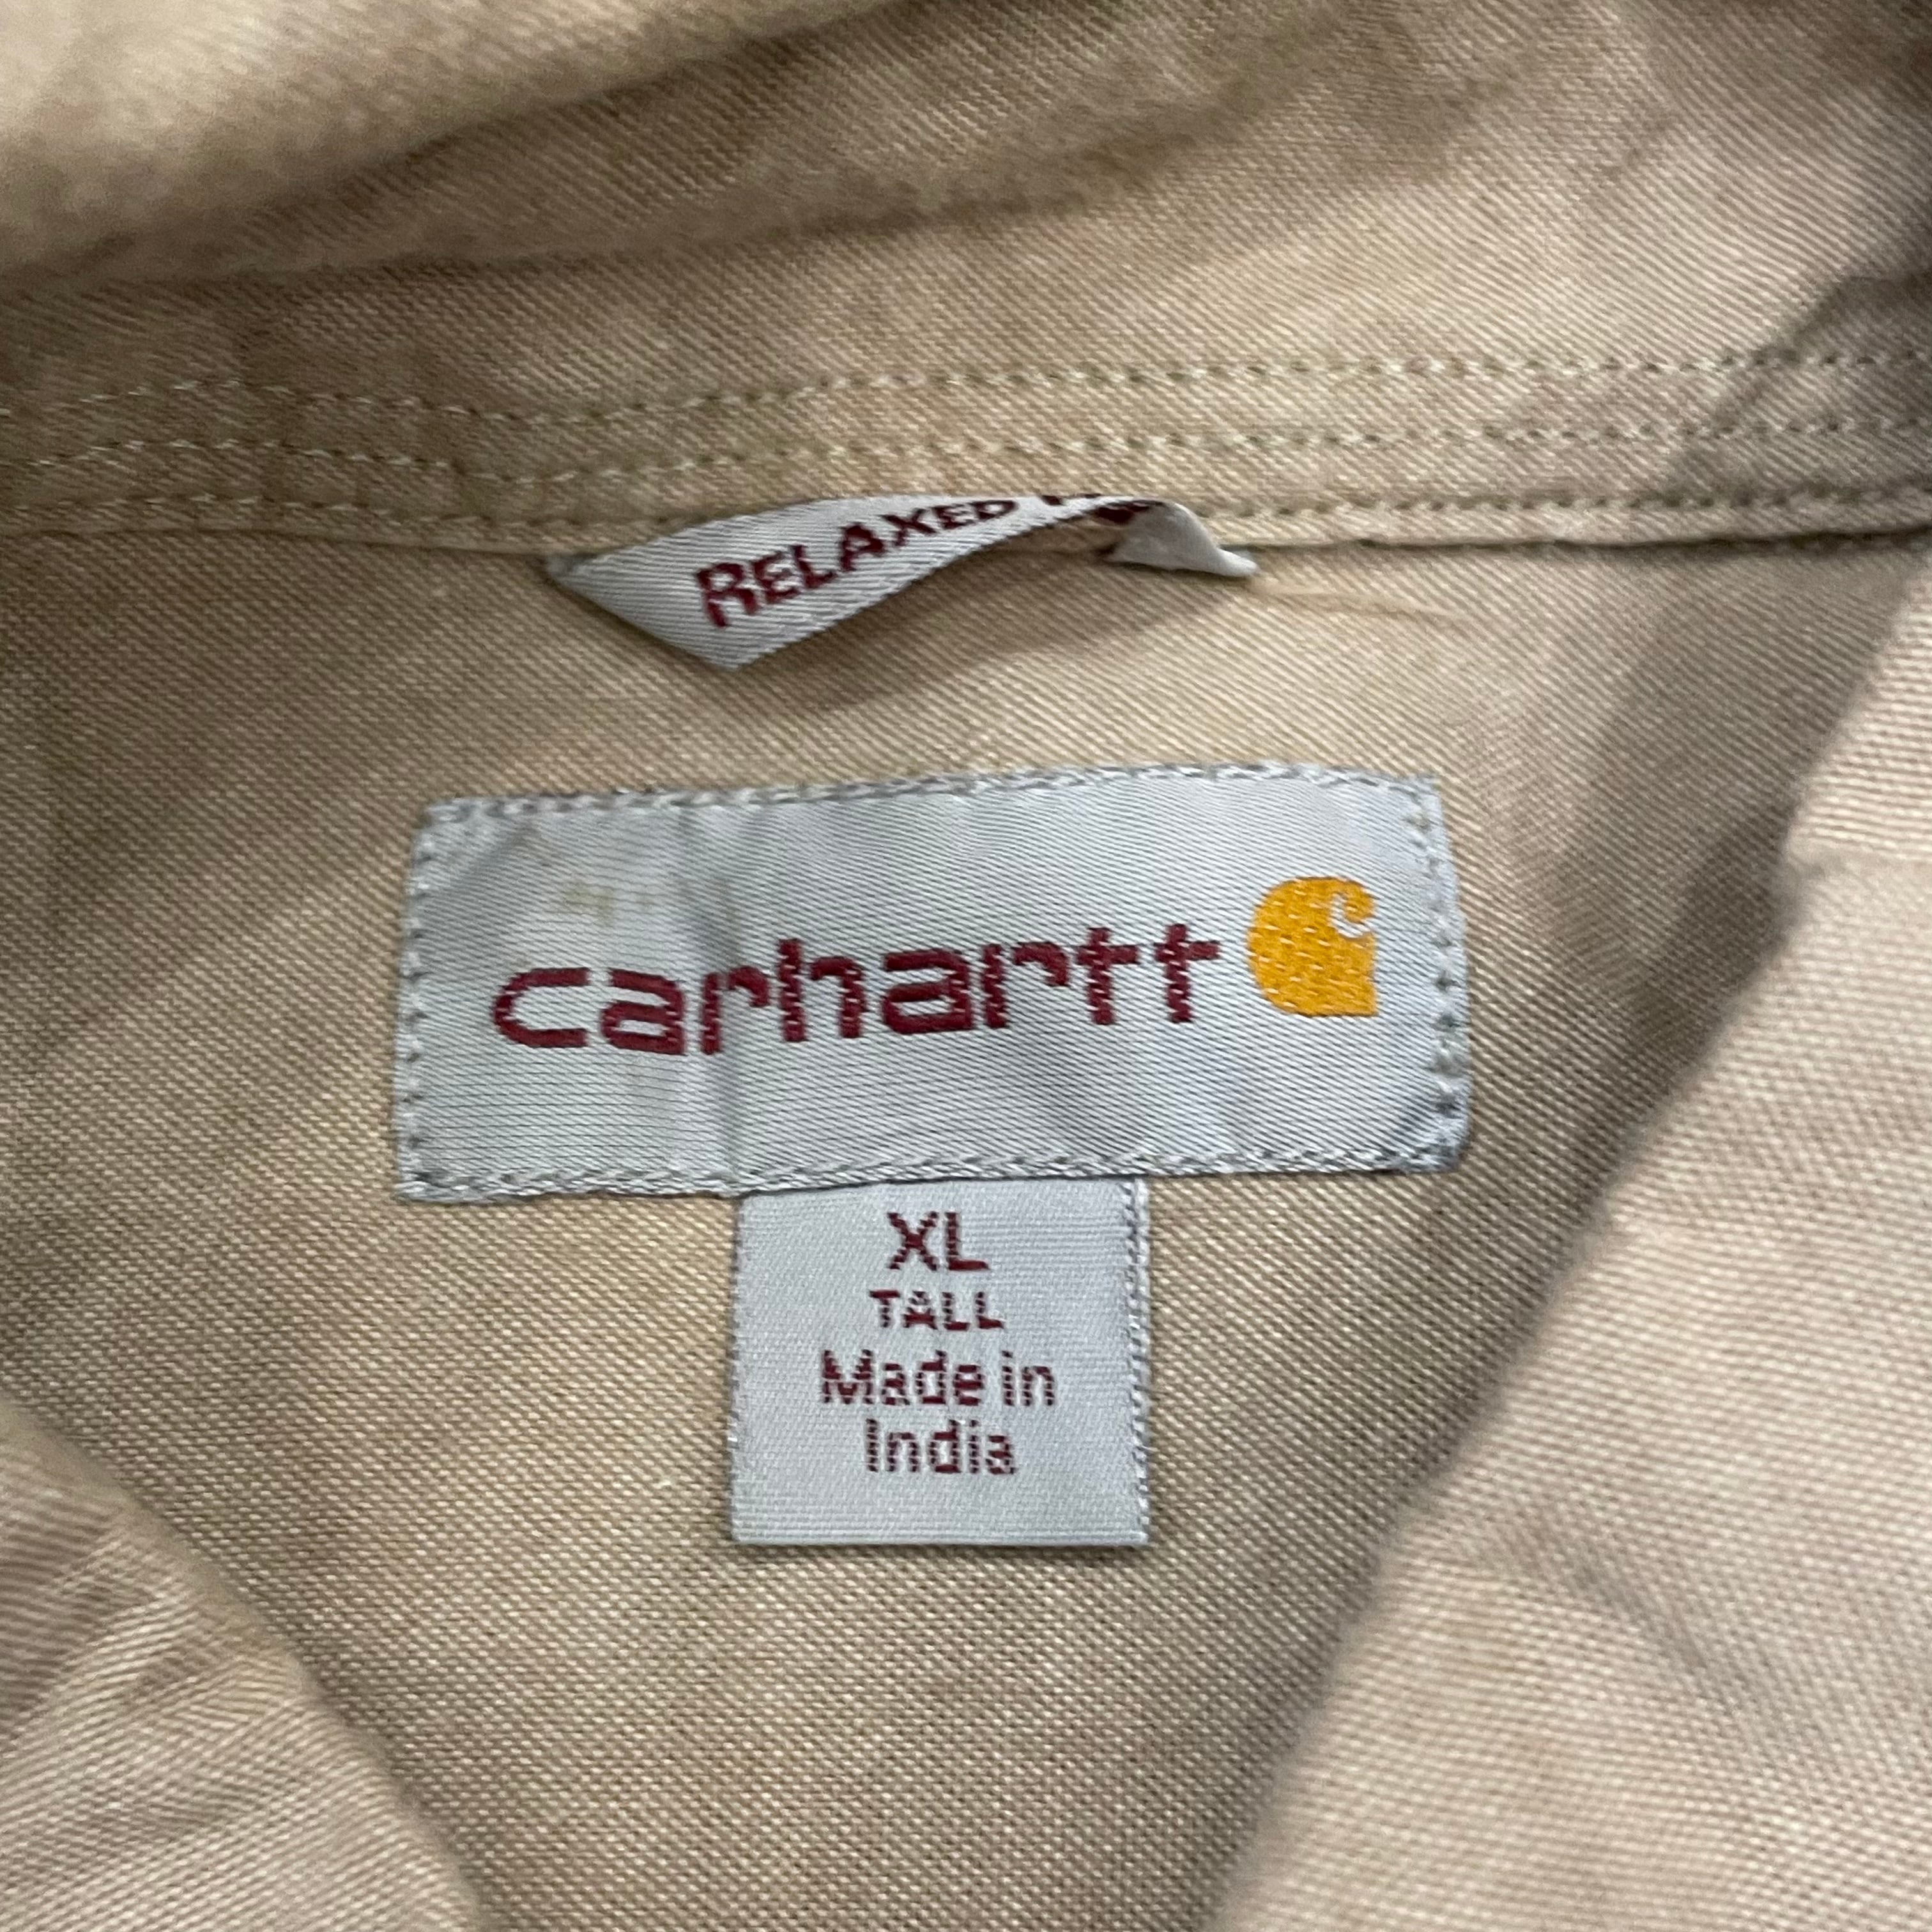 RELAXED
carhartt
XL
TALL
Made in
India